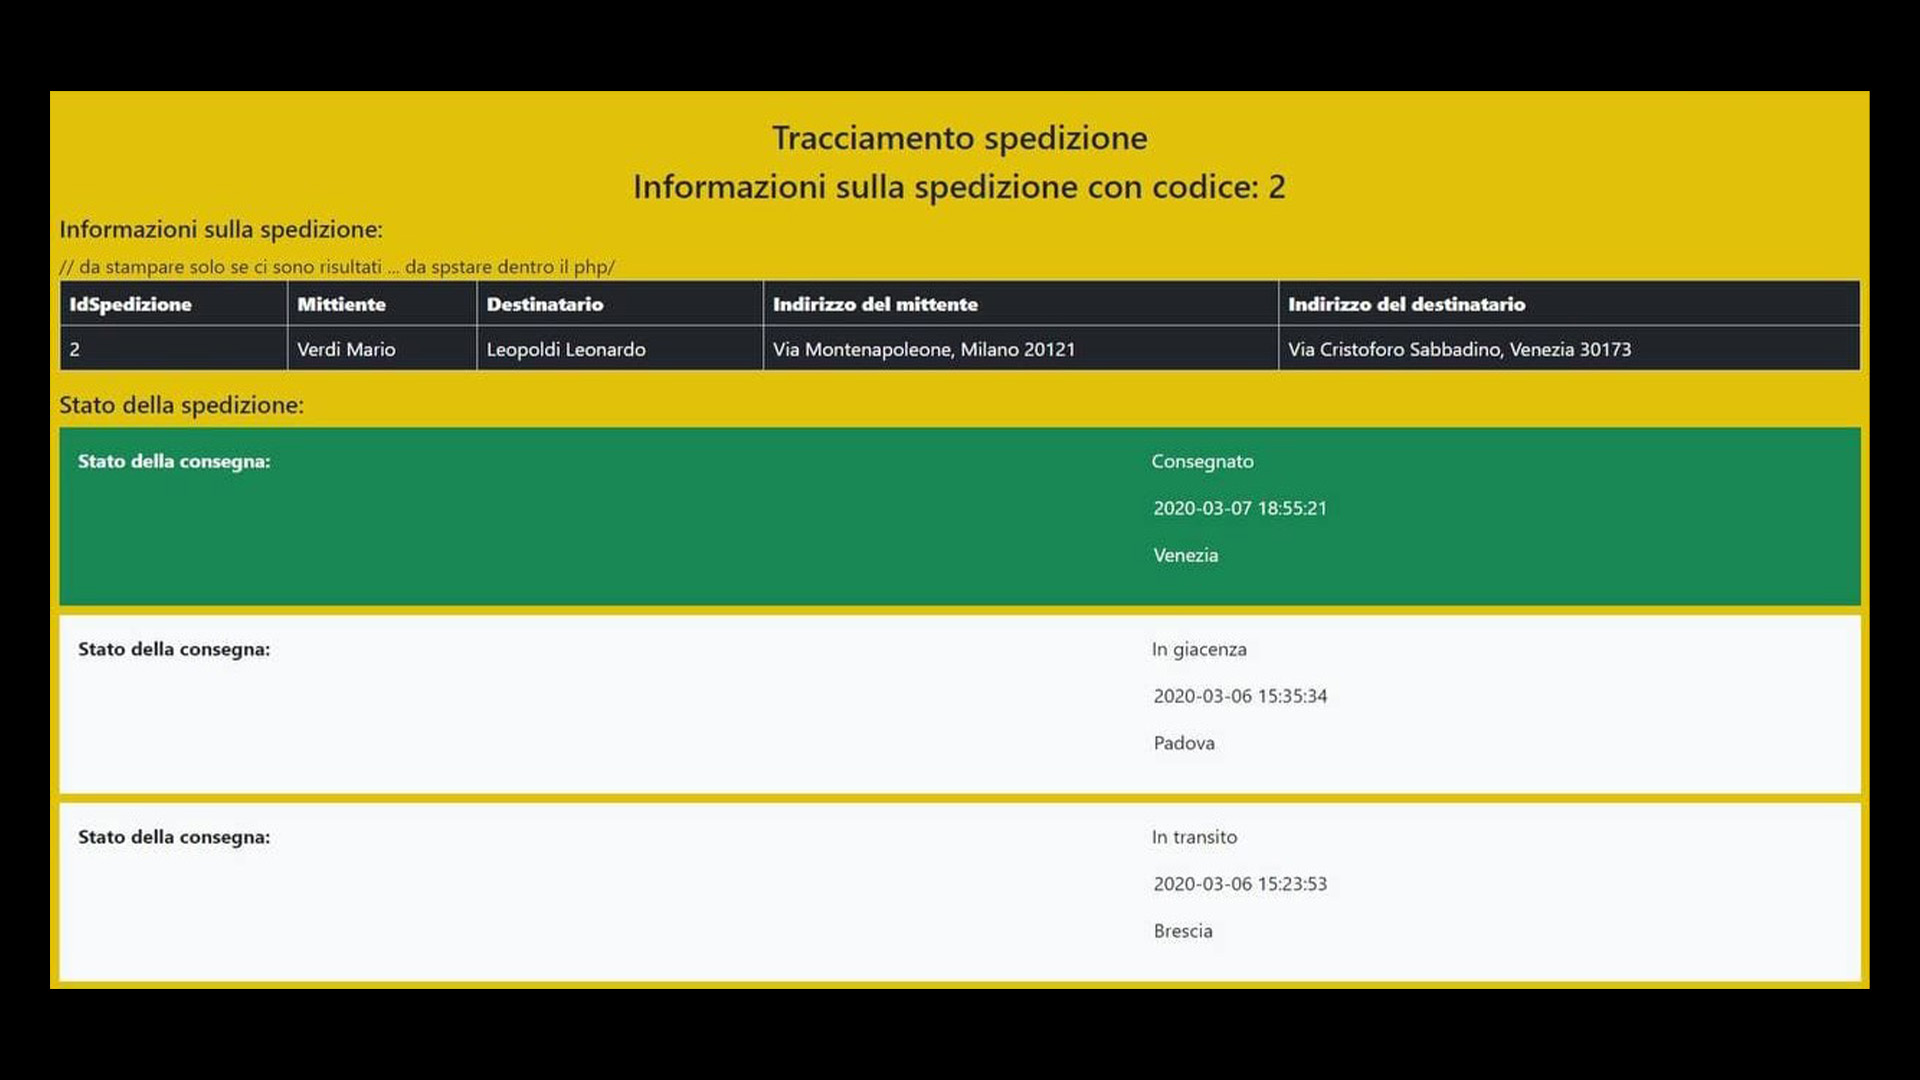 Tracciamento spedizione
Informazioni sulla spedizione con codice: 2
Informazioni sulla spedizione:
// da stampare solo se ci sono risultati ... da spstare dentro il php/
IdSpedizione Mittiente Destinatario Indirizzo del mittente Indirizzo del destinatario
2 Verdi Mario Leopoldi Leonardo Via Montenapoleone, Milano 20121 Via Cristoforo Sabbadino, Venezia 30173
Stato della spedizione:
Stato della consegna: Consegnato
2020-03-07 18:55:21
Venezia
Stato della consegna: In giacenza
2020-03-06 15:35:34
Padova
Stato della consegna: In transito
2020-03-06 15:23:53
Brescia